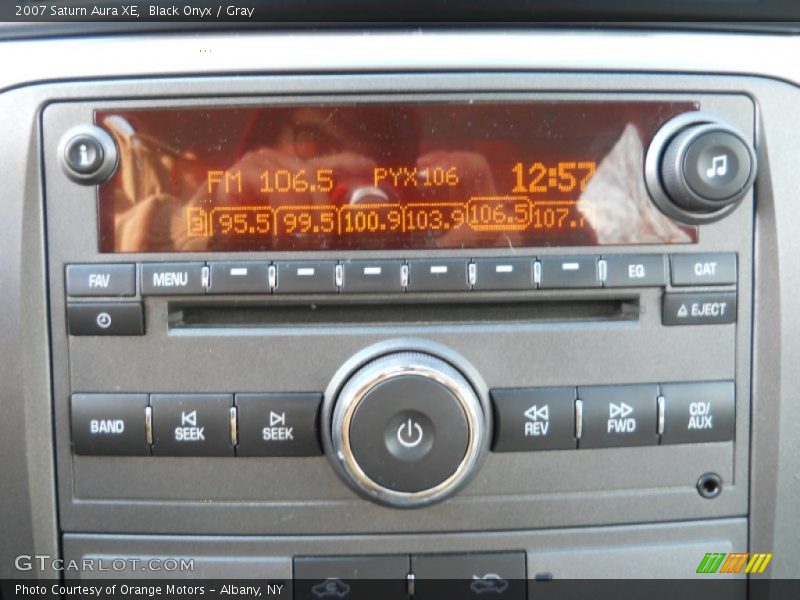 2007 Saturn Aura XE, Black Onyx / Gray
i
FM 106.5 PYX106 12:57
3 95.5 99.5 100.9 103.9 106.5
FAV MENU EQ CAT
EJECT
BAND SEEK SEEK REV FWD CD/
AUX
GTCARLOT.COM
Photo Courtesy of Orange Motors - Albany, NY